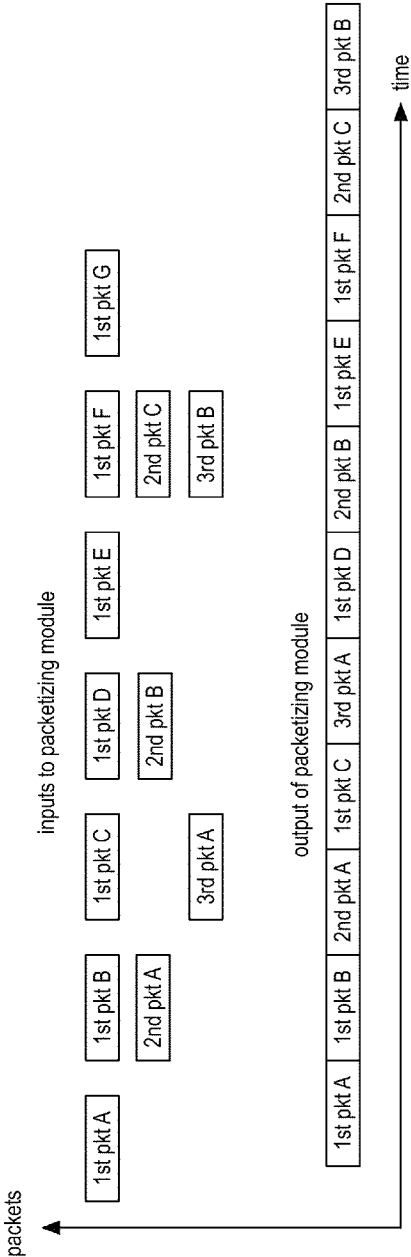 packets
inputs to packetizing module
1st pkt A
1st pkt B
1st pkt C
1st pkt D
1st pkt E
1st pkt F
1st pkt G
2nd pkt A
2nd pkt B
2nd pkt C
3rd pkt A
3rd pkt B
output of packetizing module
1st pkt A
1st pkt B
2nd pkt A
1st pkt C
3rd pkt A
1st pkt D
2nd pkt B
1st pkt E
1st pkt F
2nd pkt C
3rd pkt B
time